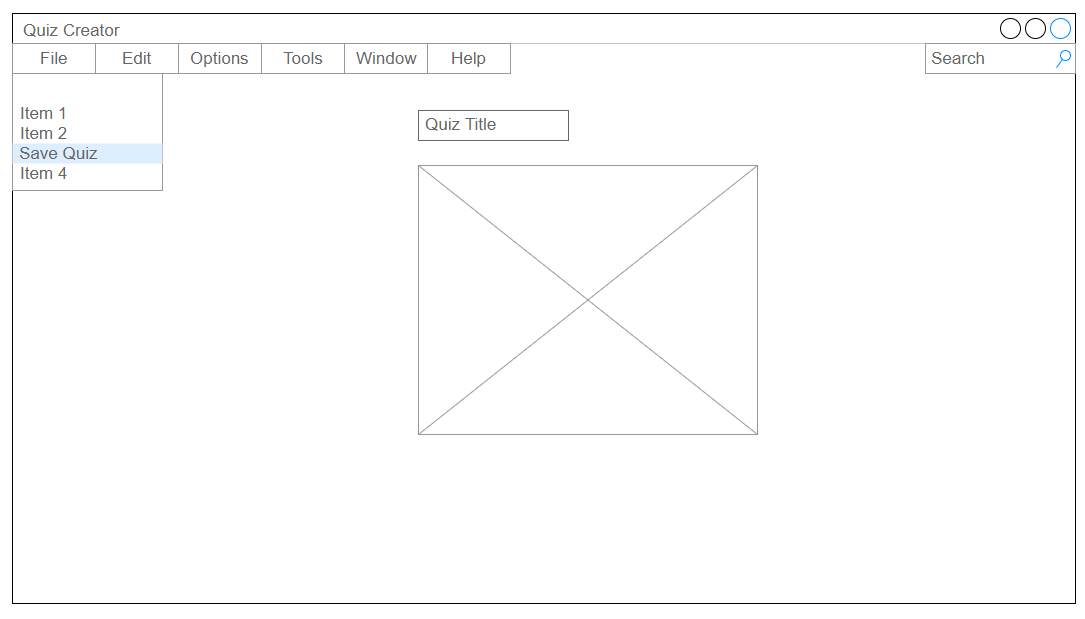 Quiz Creator
File Edit Options Tools Window Help Search
Item 1
Item 2
Save Quiz
Item 4
Quiz Title